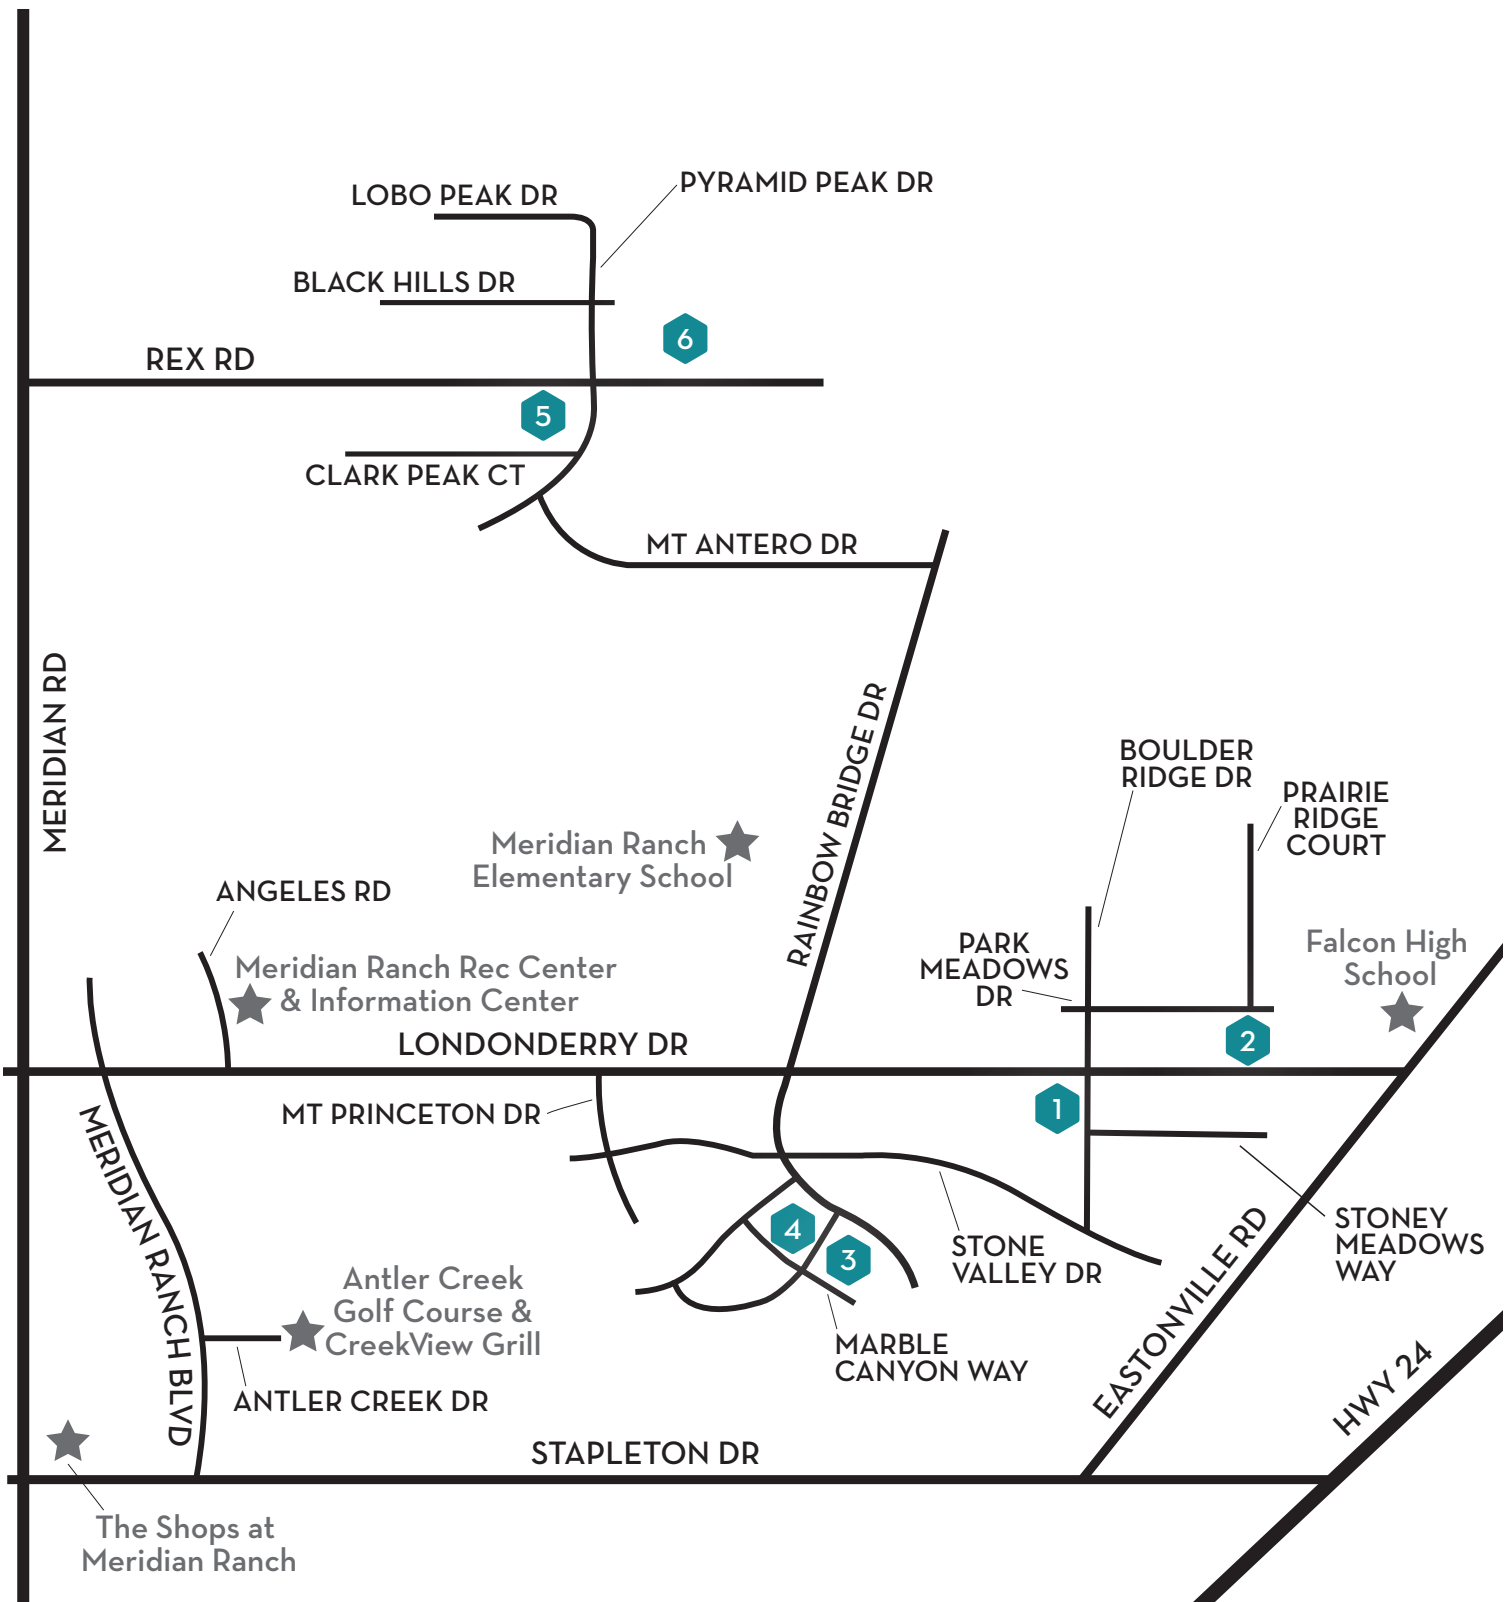 LOBO PEAK DR
PYRAMID PEAK DR
BLACK HILLS DR
6
REX RD
5
CLARK PEAK CT
MT ANTERO DR
MERIDIAN RD
RAINBOW BRIDGE DR
BOULDER
RIDGE DR
PRAIRIE
RIDGE
COURT
Meridian Ranch
Elementary School
ANGELES RD
PARK
MEADOWS
DR
Falcon High
School
Meridian Ranch Rec Center
& Information Center
LONDONDERRY DR
2
1
MT PRINCETON DR
MERIDIAN RANCH BLVD
4
3
STONE
VALLEY DR
STONEY
MEADOWS
WAY
EASTONVILLE RD
Antler Creek
Golf Course &
CreekView Grill
MARBLE
CANYON WAY
HWY 24
ANTLER CREEK DR
STAPLETON DR
The Shops at
Meridian Ranch